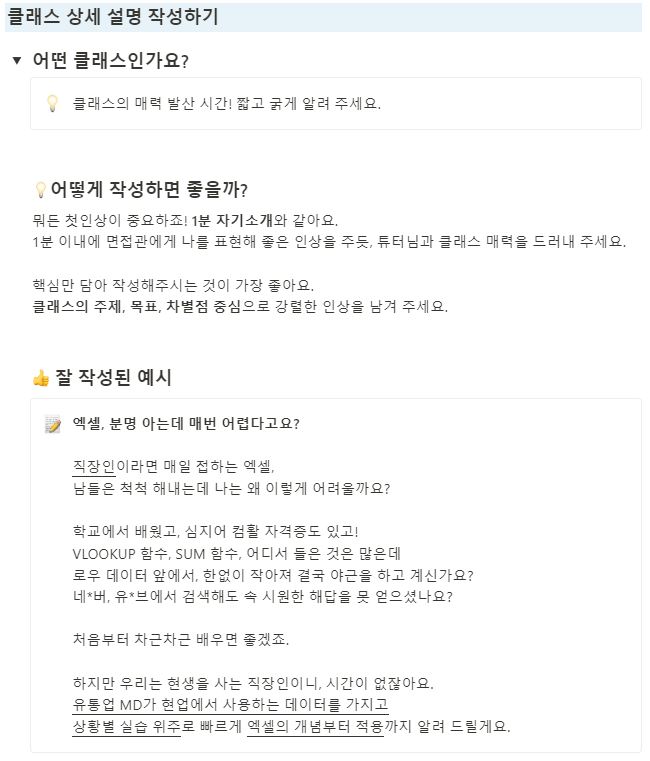 클래스 상세 설명 작성하기
▼ 어떤 클래스인가요?
💡 클래스의 매력 발산 시간! 짧고 굵게 알려 주세요.
💡어떻게 작성하면 좋을까?
뭐든 첫인상이 중요하죠! 1분 자기소개와 같아요.
1분 이내에 면접관에게 나를 표현해 좋은 인상을 주듯, 튜터님과 클래스 매력을 드러내 주세요.
핵심만 담아 작성해주시는 것이 가장 좋아요.
클래스의 주제, 목표, 차별점 중심으로 강렬한 인상을 남겨 주세요.
👍 잘 작성된 예시
📝 엑셀, 분명 아는데 매번 어렵다고요?
직장인이라면 매일 접하는 엑셀,
남들은 척척 해내는데 나는 왜 이렇게 어려울까요?
학교에서 배웠고, 심지어 컴활 자격증도 있고!
VLOOKUP 함수, SUM 함수, 어디서 들은 것은 많은데
로우 데이터 앞에서, 한없이 작아져 결국 야근을 하고 계신가요?
네*버, 유*브에서 검색해도 속 시원한 해답을 못 얻으셨나요?
처음부터 차근차근 배우면 좋겠죠.
하지만 우리는 현생을 사는 직장인이니, 시간이 없잖아요.
유통업 MD가 현업에서 사용하는 데이터를 가지고
상황별 실습 위주로 빠르게 엑셀의 개념부터 적용까지 알려 드릴게요.